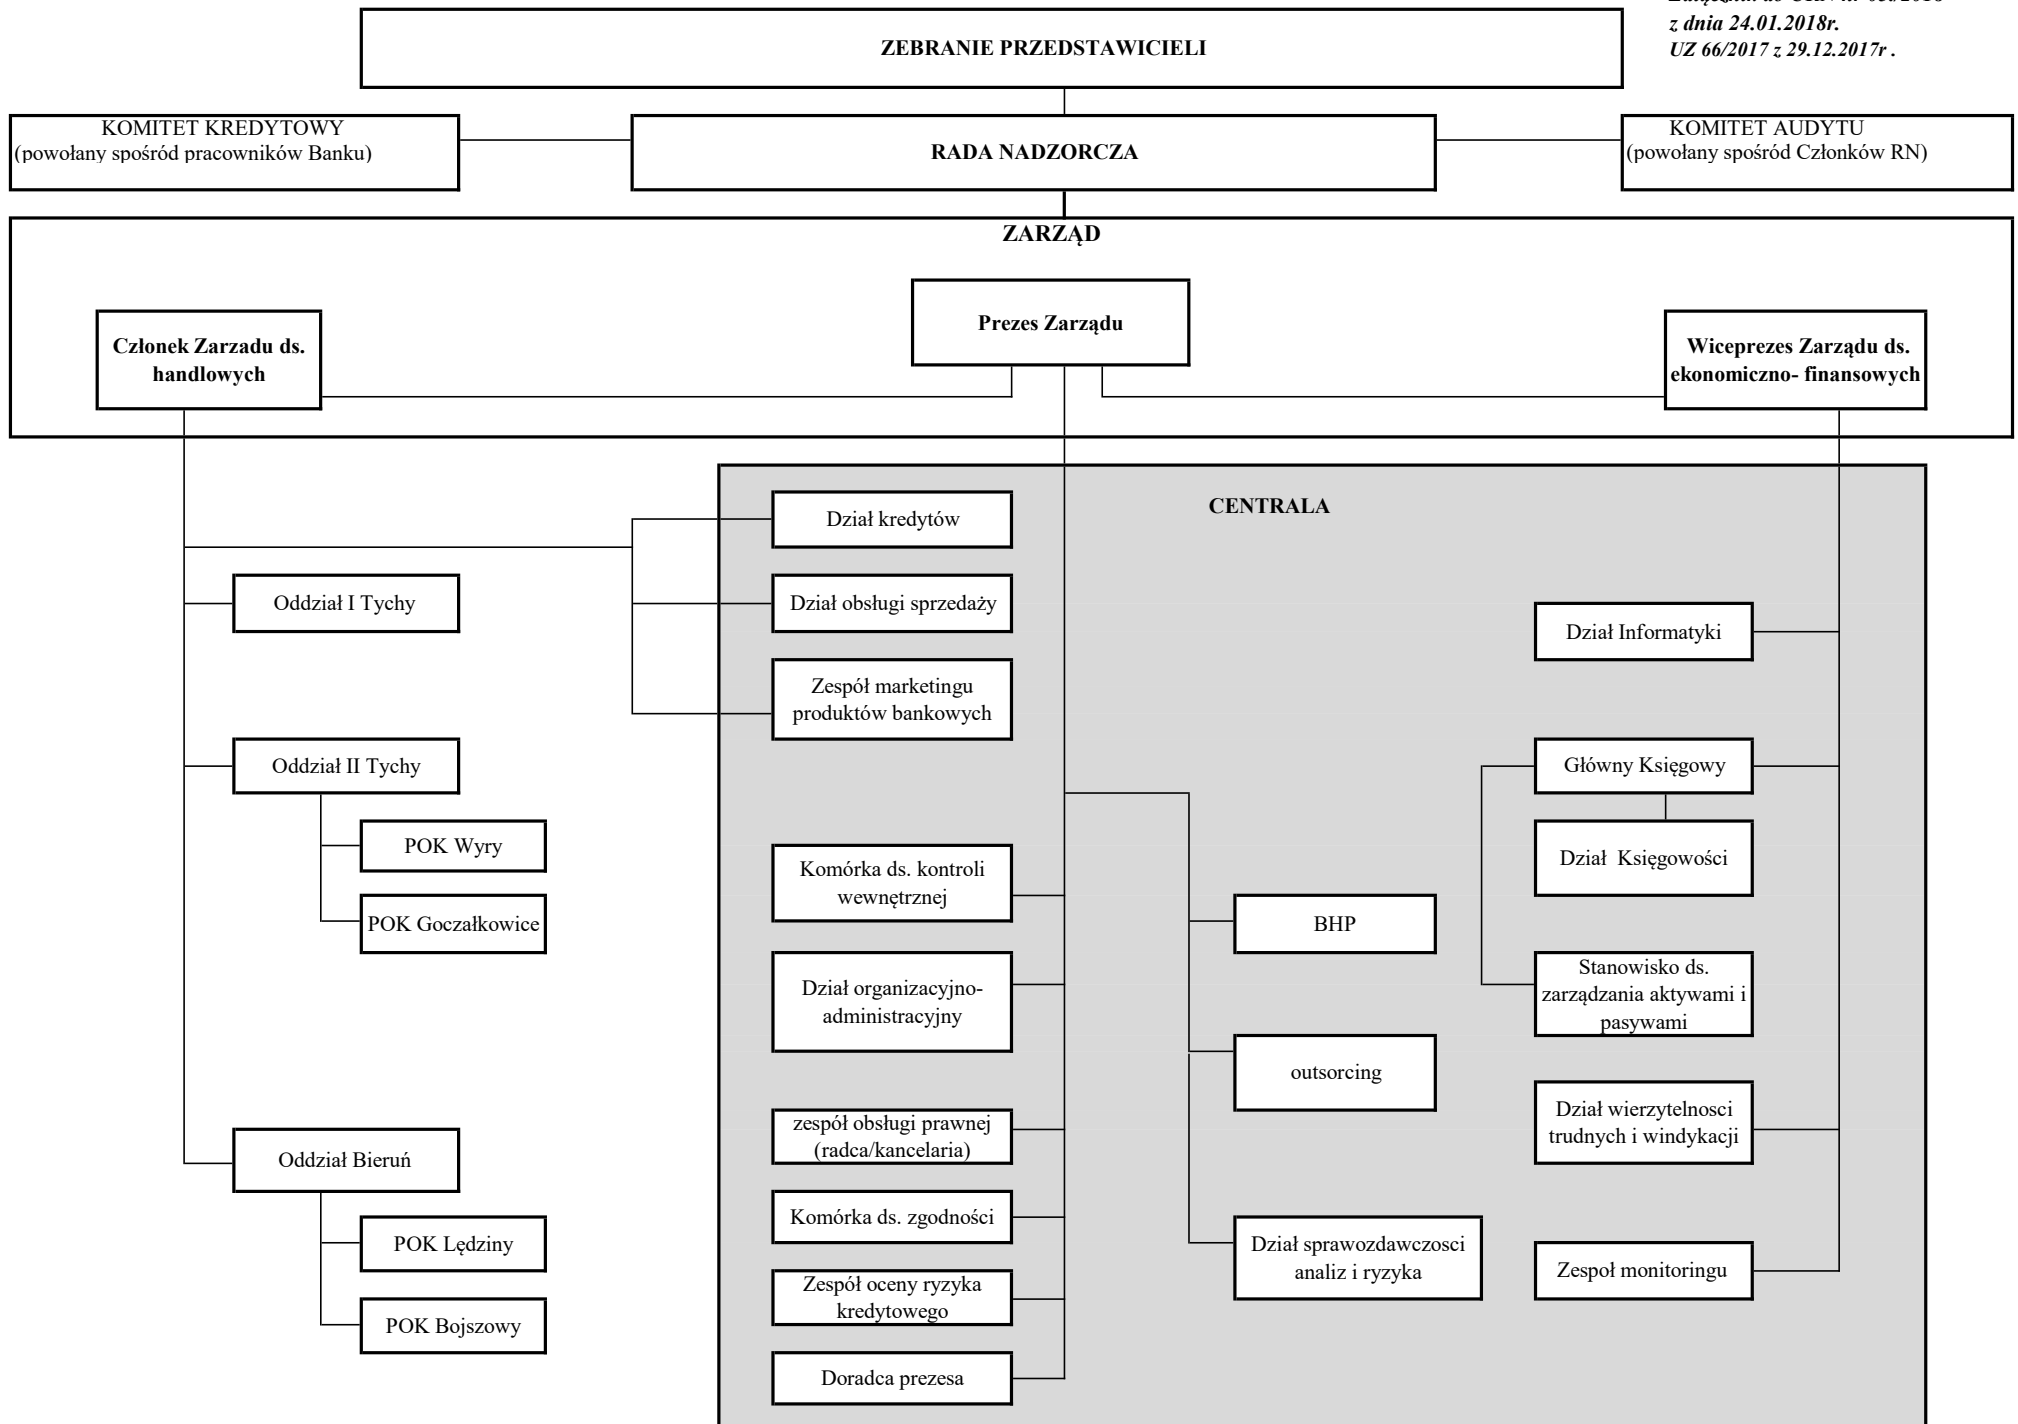 z dnia 24.01.2018r.
UZ 66/2017 z 29.12.2017r .
ZEBRANIE PRZEDSTAWICIELI
KOMITET KREDYTOWY
(powołany spośród pracowników Banku)
RADA NADZORCZA
KOMITET AUDYTU
(powołany spośród Członków RN)
ZARZĄD
Członek Zarzadu ds.
handlowych
Prezes Zarządu
Wiceprezes Zarządu ds.
ekonomiczno- finansowych
CENTRALA
Dział kredytów
Oddział I Tychy
Dział obsługi sprzedaży
Dział Informatyki
Zespół marketingu
produktów bankowych
Oddział II Tychy
Główny Księgowy
POK Wyry
Dział  Księgowości
Komórka ds. kontroli
wewnętrznej
POK Goczałkowice
BHP
Dział organizacyjno-
administracyjny
Stanowisko ds.
zarządzania aktywami i
pasywami
outsorcing
zespół obsługi prawnej
(radca/kancelaria)
Dział wierzytelnosci
trudnych i windykacji
Oddział Bieruń
Komórka ds. zgodności
POK Lędziny
Dział sprawozdawczosci
analiz i ryzyka
Zespoł monitoringu
Zespół oceny ryzyka
kredytowego
POK Bojszowy
Doradca prezesa